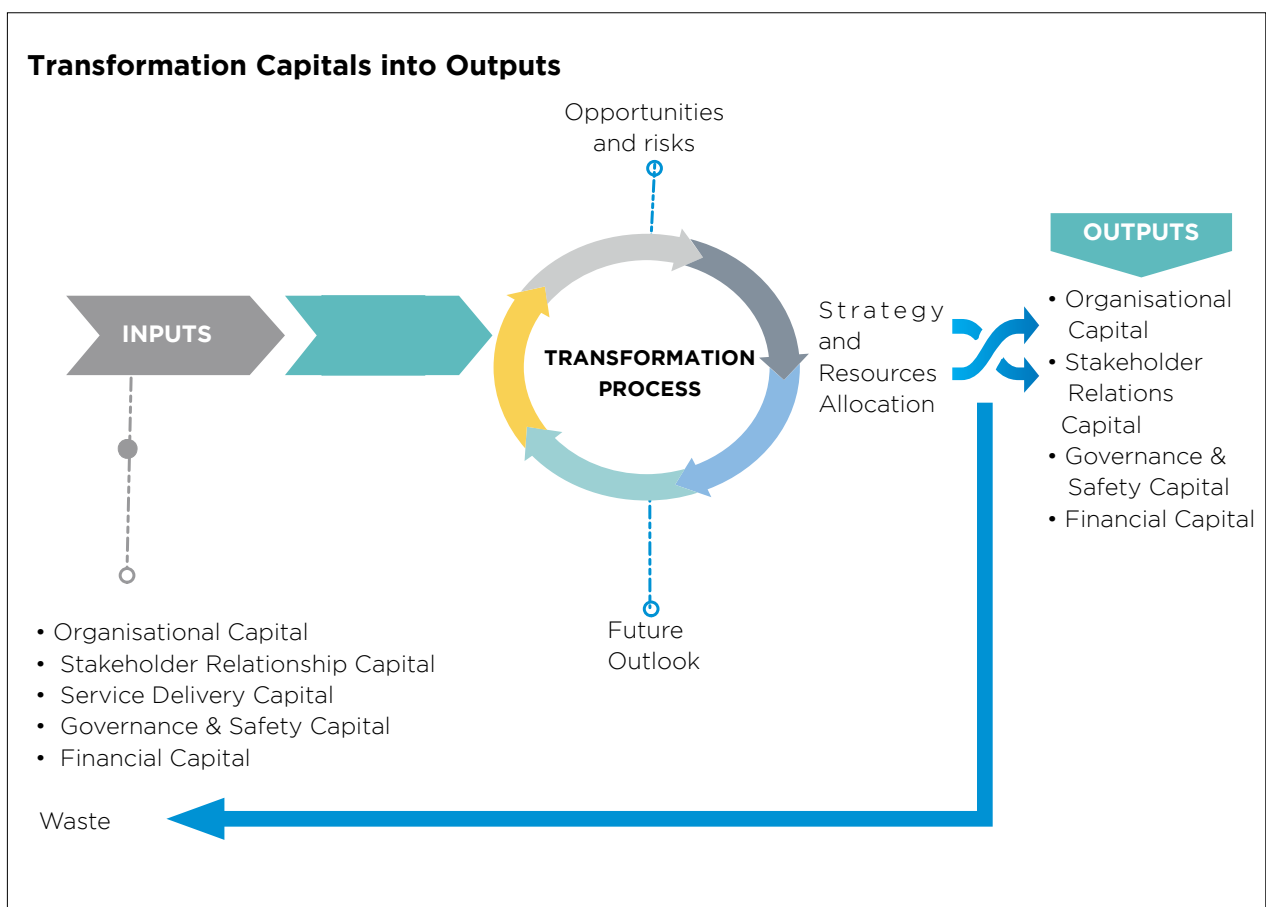 Transformation Capitals into Outputs
Opportunities
and risks
OUTPUTS
INPUTS
TRANSFORMATION
PROCESS
Strategy
and
Resources
Allocation
• Organisational
Capital
• Stakeholder
Relations
Capital
• Governance &
Safety Capital
• Financial Capital
Future
Outlook
• Organisational Capital
• Stakeholder Relationship Capital
• Service Delivery Capital
• Governance & Safety Capital
• Financial Capital
Waste